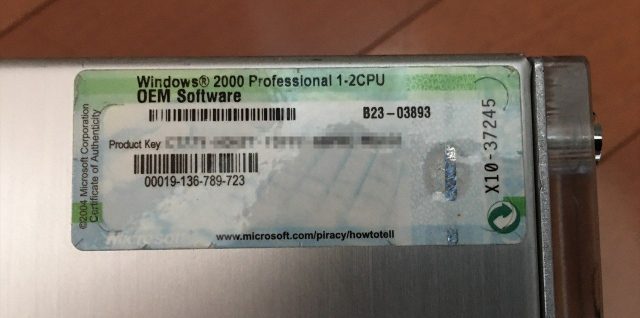 Windows® 2000 Professional 1-2CPU
OEM Software
B23-03893
Product Key
00019-136-789-723
www.microsoft.com/piracy/howtotell
Microsoft
©2004 Microsoft Corporation
Certificate of Authenticity
X10-37245